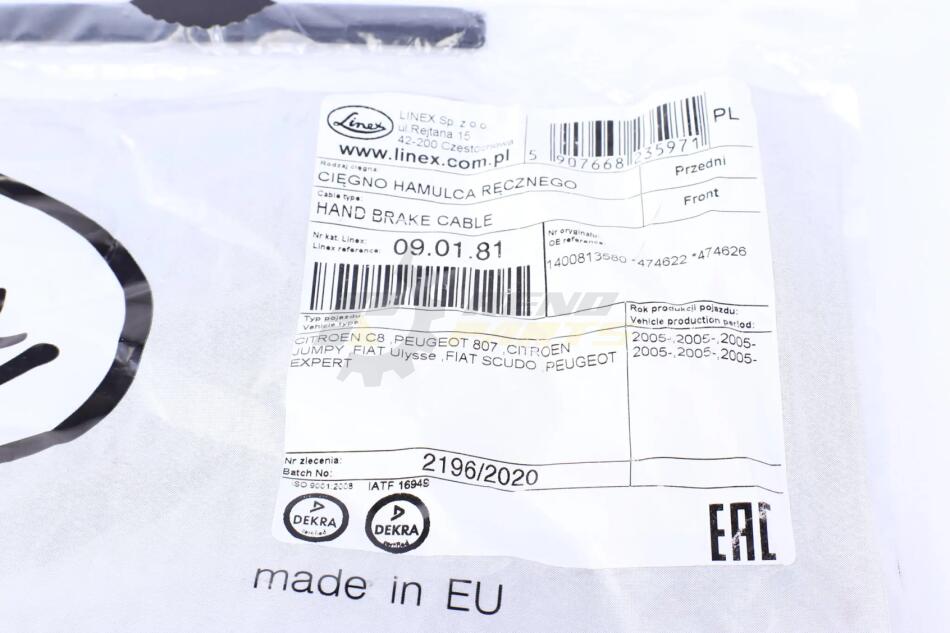 Linex
LINEX Sp. z o.o.
ul.Rejtana 15
42-200 Czestochowa
www.linex.com.pl
5 907668 235971
PL
Rodzaj cięgna:
CIĘGNO HAMULCA RĘCZNEGO
Przedni
Cable type:
HAND BRAKE CABLE
Front
Nr kat. Linex:
Linex reference:
09.01.81
Nr oryginału:
OE reference:
1400813580 *474622 *474626
Typ pojazdu:
Vehicle type:
Rok produkcji pojazdu:
Vehicle production period:
CITROEN C8 ,PEUGEOT 807 ,CITROEN
JUMPY ,FIAT Ulysse ,FIAT SCUDO ,PEUGEOT
EXPERT
2005-,2005-,2005-
2005-,2005-,2005-
Nr zlecenia:
Batch No:
2196/2020
ISO 9001:2008
IATF 16949
DEKRA
certified
DEKRA
certified
EAC
made in EU
PARTS